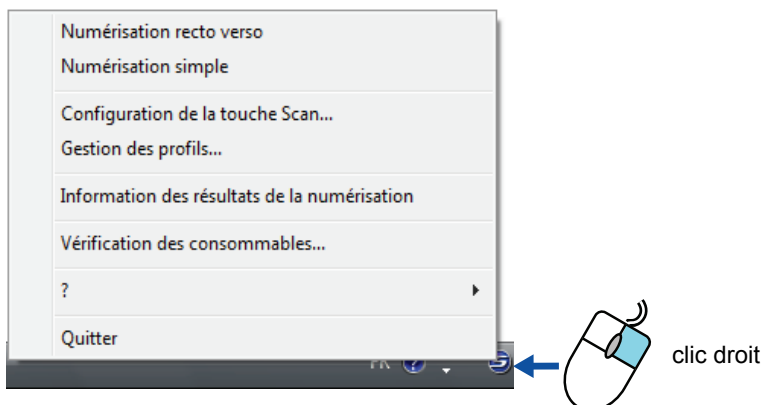 Numérisation recto verso
Numérisation simple
Configuration de la touche Scan...
Gestion des profils...
Information des résultats de la numérisation
Vérification des consommables...
?
Quitter
FR ?
clic droit